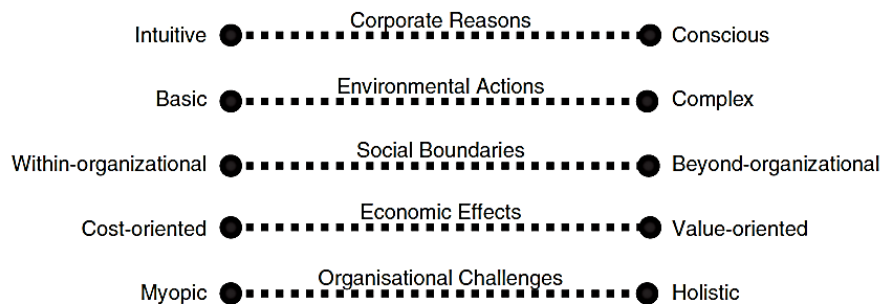 Corporate Reasons
Intuitive Conscious
Environmental Actions
Basic Complex
Social Boundaries
Within-organizational Beyond-organizational
Economic Effects
Cost-oriented Value-oriented
Organisational Challenges
Myopic Holistic